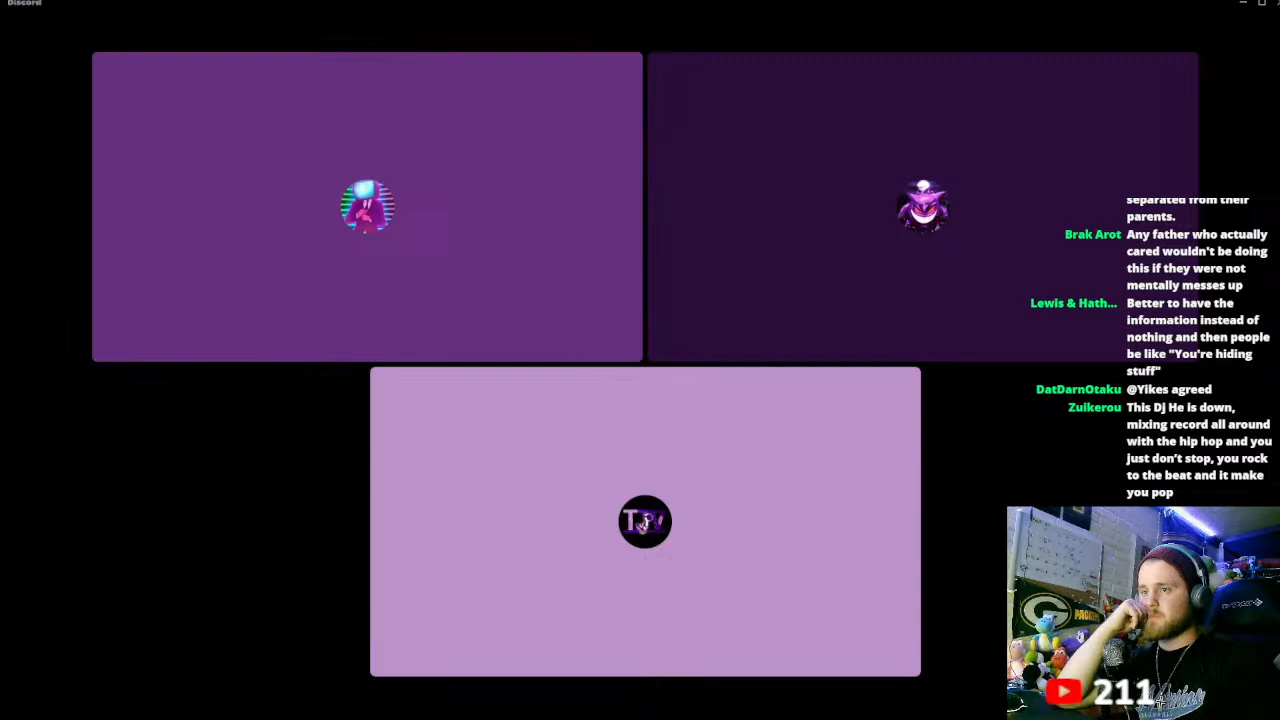 Discord
separated from their
parents.
Brak Arot Any father who actually
cared wouldn't be doing
this if they were not
mentally messes up
Lewis & Hath... Better to have the
information instead of
nothing and then people
be like "You're hiding
stuff"
DatDarnOtaku @Yikes agreed
Zuikerou This Dj He is down,
mixing record all around
with the hip hop and you
just don't stop, you rock
to the beat and it make
you pop
G
211